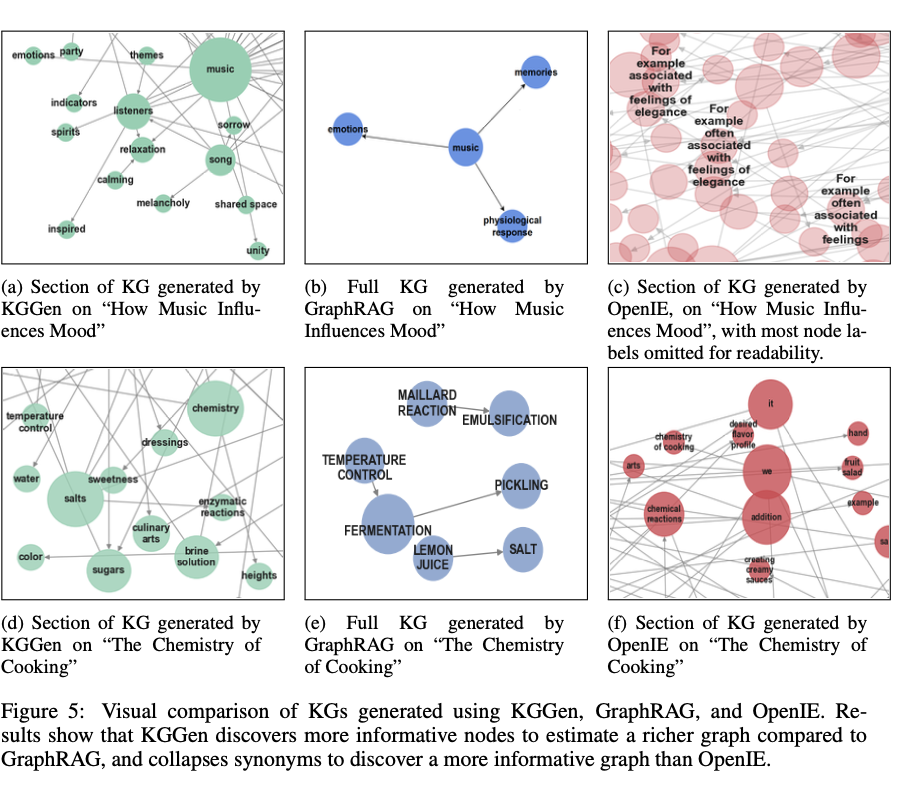 emotions
party
themes
music
indicators
listeners
spirits
sorrow
relaxation
song
calming
melancholy
shared space
inspired
unity
memories
emotions
music
physiological
response
For
example
associated
with
feelings of
elegance
For
example
often
associated
with
feelings of
elegance
For
example
often
associated
with
feelings
(a) Section of KG generated by
KGGen on “How Music Influ-
ences Mood”
(b) Full KG generated by
GraphRAG on “How Music
Influences Mood”
(c) Section of KG generated by
OpenIE, on “How Music Influ-
ences Mood”, with most node la-
bels omitted for readability.
temperature
control
chemistry
dressings
water
sweetness
salts
enzymatic
reactions
culinary
arts
color
sugars
brine
solution
heights
MAILLARD
REACTION
EMULSIFICATION
TEMPERATURE
CONTROL
PICKLING
FERMENTATION
LEMON
JUICE
SALT
it
chemistry
of cooking
desired
flavor
profile
hand
arts
we
fruit
salad
chemical
reactions
addition
example
sa
creating
creamy
sauces
(d) Section of KG generated by
KGGen on “The Chemistry of
Cooking”
(e) Full KG generated by
GraphRAG on “The Chemistry
of Cooking”
(f) Section of KG generated by
OpenIE on “The Chemistry of
Cooking”
Figure 5: Visual comparison of KGs generated using KGGen, GraphRAG, and OpenIE. Re-
sults show that KGGen discovers more informative nodes to estimate a richer graph compared to
GraphRAG, and collapses synonyms to discover a more informative graph than OpenIE.